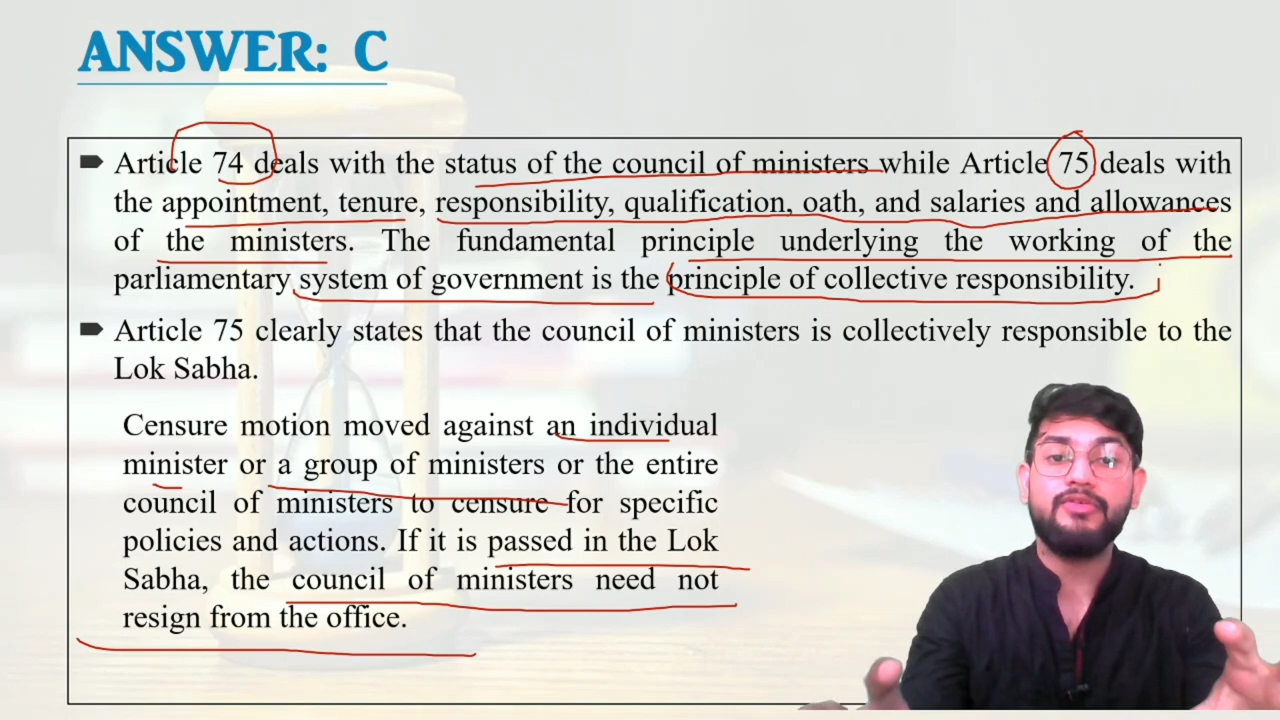 ANSWER: C
Article 74 deals with the status of the council of ministers while Article 75 deals with
the appointment, tenure, responsibility, qualification, oath, and salaries and allowances
of the ministers. The fundamental principle underlying the working of the
parliamentary system of government is the principle of collective responsibility.
Article 75 clearly states that the council of ministers is collectively responsible to the
Lok Sabha.
Censure motion moved against an individual
minister or a group of ministers or the entire
council of ministers to censure for specific
policies and actions. If it is passed in the Lok
Sabha, the council of ministers need not
resign from the office.